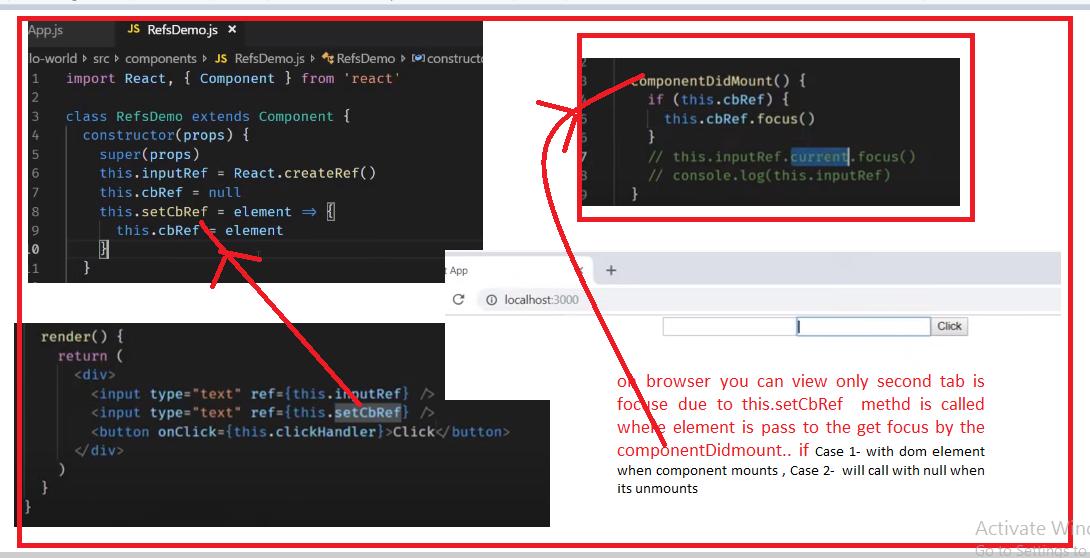 App.js
JS RefsDemo.js ×
lo-world > src > components > JS RefsDemo.js > RefsDemo > constructo
1 import React, { Component } from 'react'
2
3 class RefsDemo extends Component {
4 constructor(props) {
5 super(props)
6 this.inputRef = React.createRef()
7 this.cbRef = null
8 this.setCbRef = element ⇒ {
9 this.cbRef = element
10 }
11 }
componentDidMount() {
if (this.cbRef) {
this.cbRef.focus()
}
7 // this.inputRef.current.focus()
8 // console.log(this.inputRef)
9 }
t App × +
localhost:3000
Click
render() {
return (
<div>
<input type="text" ref={this.inputRef} />
<input type="text" ref={this.setCbRef} />
<button onClick={this.clickHandler}>Click</button>
</div>
)
}
}
on browser you can view only second tab is
focuse due to this.setCbRef methd is called
where element is pass to the get focus by the
componentDidmount.. if Case 1- with dom element
when component mounts , Case 2- will call with null when
its unmounts
Activate Win
Go to Settings to